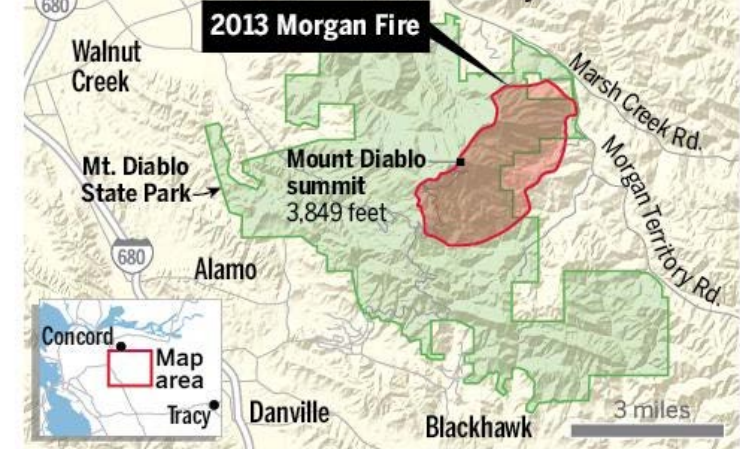 680
2013 Morgan Fire
Walnut
Creek
Marsh Creek Rd.
Mt. Diablo
State Park
Mount Diablo
summit
3,849 feet
Morgan Territory Rd.
680
Alamo
Concord
Map
area
Tracy
Danville
Blackhawk
3 miles